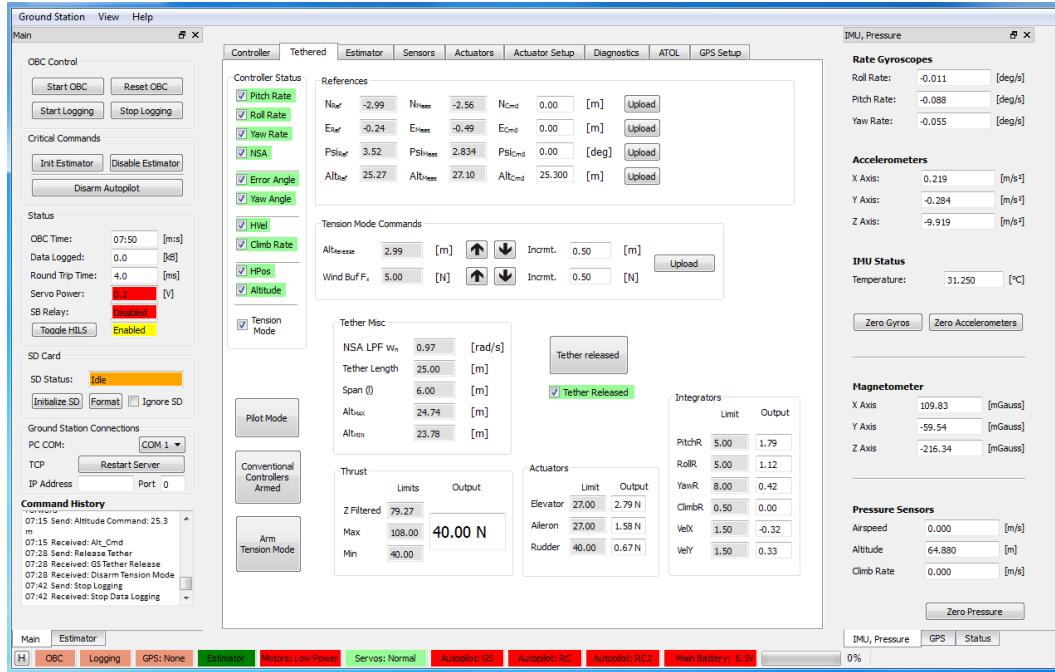 Ground Station View Help
Main
OBC Control
Start OBC Reset OBC
Start Logging Stop Logging
Critical Commands
Init Estimator Disable Estimator
Disarm Autopilot
Status
OBC Time: 07:50 [m:s]
Data Logged: 0.0 [kB]
Round Trip Time: 4.0 [ms]
Servo Power: 0.2 [V]
SB Relay: Disabled
Toggle HILS Enabled
SD Card
SD Status: Idle
Initialize SD Format Ignore SD
Ground Station Connections
PC COM: COM 1
TCP Restart Server
IP Address Port 0
Command History
07:15 Send: Altitude Command: 25.3
m
07:15 Received: Alt_Cmd
07:28 Send: Release Tether
07:28 Received: GS Tether Release
07:28 Received: Disarm Tension Mode
07:42 Send: Stop Logging
07:42 Received: Stop Data Logging
Main Estimator
Controller Tethered Estimator Sensors Actuators Actuator Setup Diagnostics ATOL GPS Setup
Controller Status
Pitch Rate
Roll Rate
Yaw Rate
NSA
Error Angle
Yaw Angle
HVel
Climb Rate
HPos
Altitude
Tension
Mode
References
NRef -2.99 NMeas -2.56 NCmd 0.00 [m] Upload
ERef -0.24 EMeas -0.49 ECmd 0.00 [m] Upload
PsiRef 3.52 PsiMeas 2.834 PsiCmd 0.00 [deg] Upload
AltRef 25.27 AltMeas 27.10 AltCmd 25.300 [m] Upload
Tension Mode Commands
AltRelease 2.99 [m] Incrmt. 0.50 [m]
Wind Buf Fx 5.00 [N] Incrmt. 0.50 [N]
Upload
Tether Misc
NSA LPF wn 0.97 [rad/s]
Tether Length 25.00 [m]
Span (l) 6.00 [m]
AltMAX 24.74 [m]
AltMIN 23.78 [m]
Tether released
Tether Released
Pilot Mode
Conventional
Controllers
Armed
Arm
Tension Mode
Thrust
Limits Output
Z Filtered 79.27
Max 108.00 40.00 N
Min 40.00
Actuators
Limit Output
Elevator 27.00 2.79 N
Aileron 27.00 1.58 N
Rudder 40.00 0.67 N
Integrators
Limit Output
PitchR 5.00 1.79
RollR 5.00 1.12
YawR 8.00 0.42
ClimbR 0.50 0.00
VelX 1.50 -0.32
VelY 1.50 0.33
IMU, Pressure
Rate Gyroscopes
Roll Rate: -0.011 [deg/s]
Pitch Rate: -0.088 [deg/s]
Yaw Rate: -0.055 [deg/s]
Accelerometers
X Axis: 0.219 [m/s²]
Y Axis: -0.284 [m/s²]
Z Axis: -9.919 [m/s²]
IMU Status
Temperature: 31.250 [°C]
Zero Gyros Zero Accelerometers
Magnetometer
X Axis 109.83 [mGauss]
Y Axis -59.54 [mGauss]
Z Axis -216.34 [mGauss]
Pressure Sensors
Airspeed 0.000 [m/s]
Altitude 64.880 [m]
Climb Rate 0.000 [m/s]
Zero Pressure
IMU, Pressure GPS Status
H OBC Logging GPS: None Estimator Motors: Low Power Servos: Normal Autopilot: GS Autopilot: RC Autopilot: RC2 Main Battery: 6.5V 0%